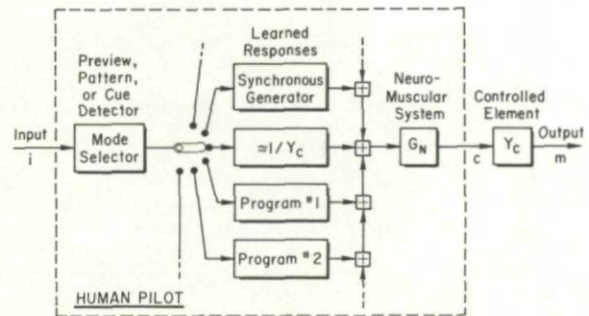 Preview,
Pattern,
or Cue
Detector
Input
i
Mode
Selector
Learned
Responses
Synchronous
Generator
≈1/Y_C
Program #1
Program #2
+
+
+
+
Neuro-
Muscular
System
G_N
c
Controlled
Element
Y_C
Output
m
HUMAN PILOT